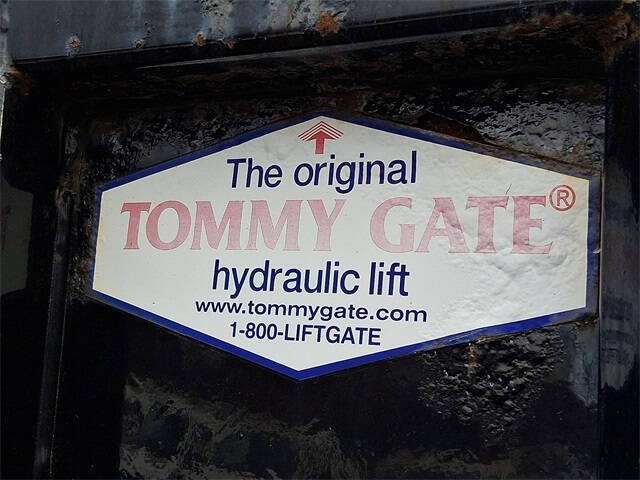 The original
TOMMY GATE®
hydraulic lift
www.tommygate.com
1-800-LIFTGATE